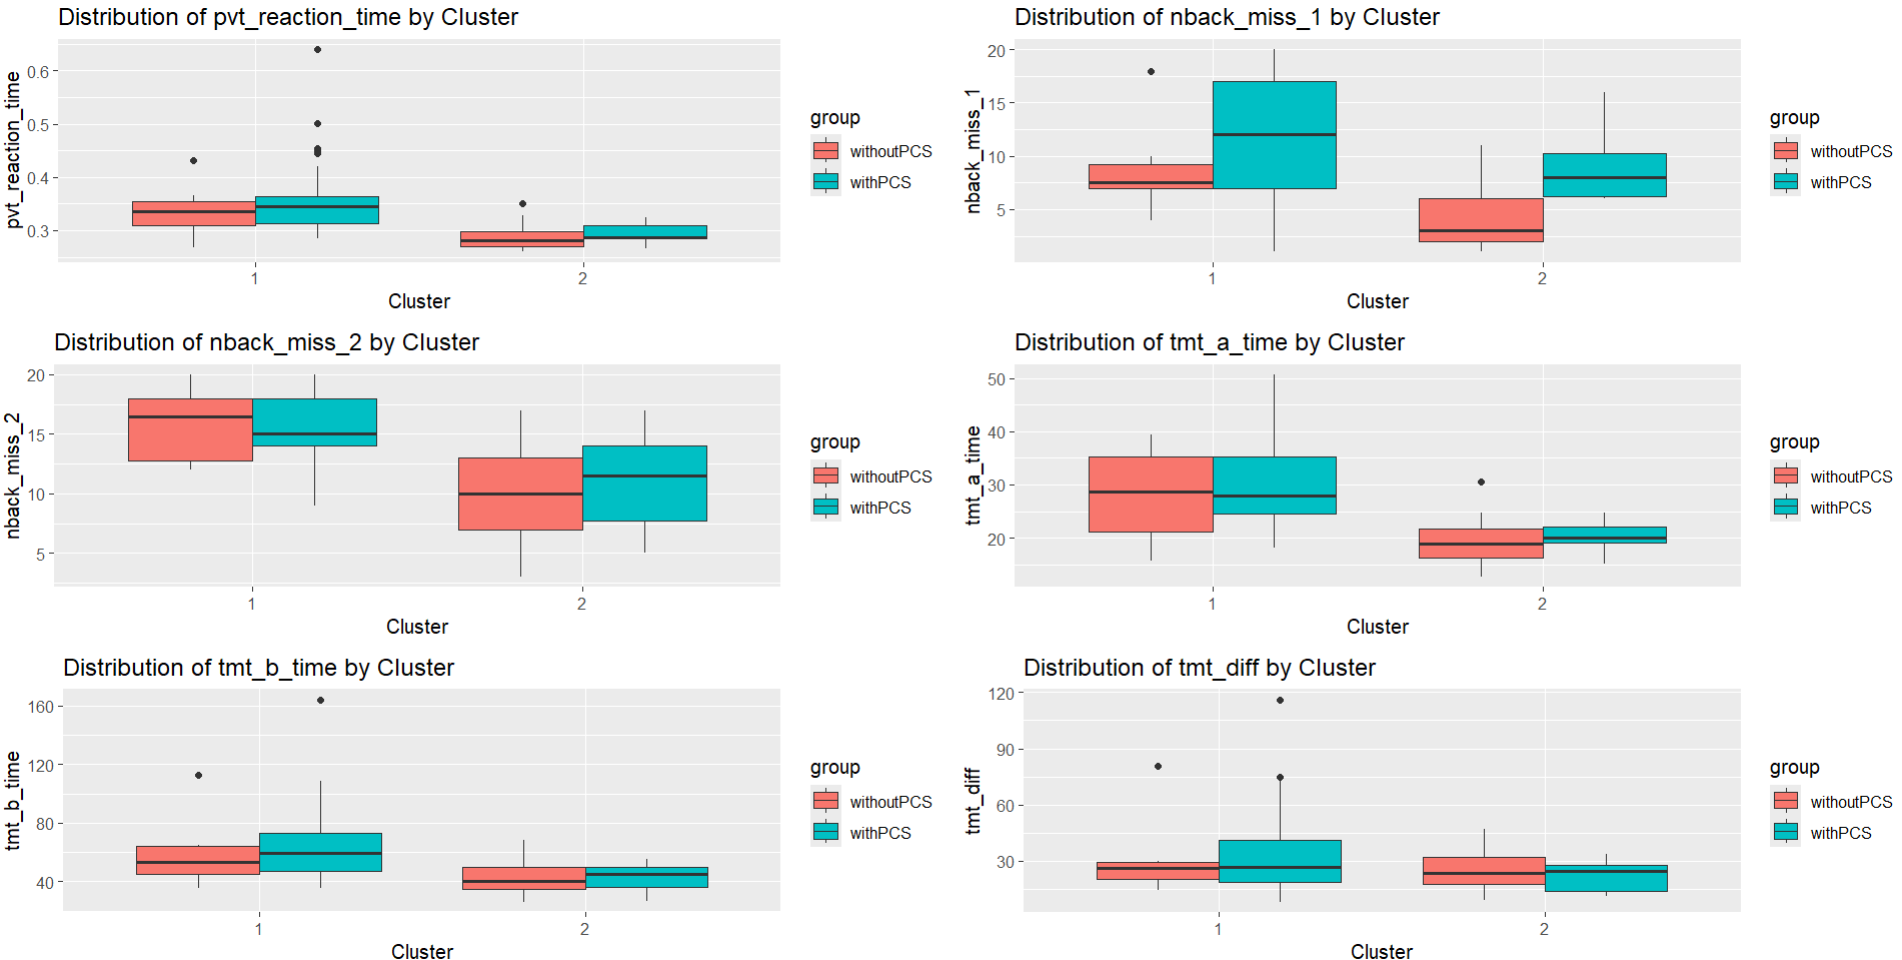 Distribution of pvt_reaction_time by Cluster
pvt_reaction_time
0.6
0.5
0.4
0.3
1
2
Cluster
group
withoutPCS
withPCS
Distribution of nback_miss_1 by Cluster
nback_miss_1
20
15
10
5
1
2
Cluster
group
withoutPCS
withPCS
Distribution of nback_miss_2 by Cluster
nback_miss_2
20
15
10
5
1
2
Cluster
group
withoutPCS
withPCS
Distribution of tmt_a_time by Cluster
tmt_a_time
50
40
30
20
1
2
Cluster
group
withoutPCS
withPCS
Distribution of tmt_b_time by Cluster
tmt_b_time
160
120
80
40
1
2
Cluster
group
withoutPCS
withPCS
Distribution of tmt_diff by Cluster
tmt_diff
120
90
60
30
1
2
Cluster
group
withoutPCS
withPCS